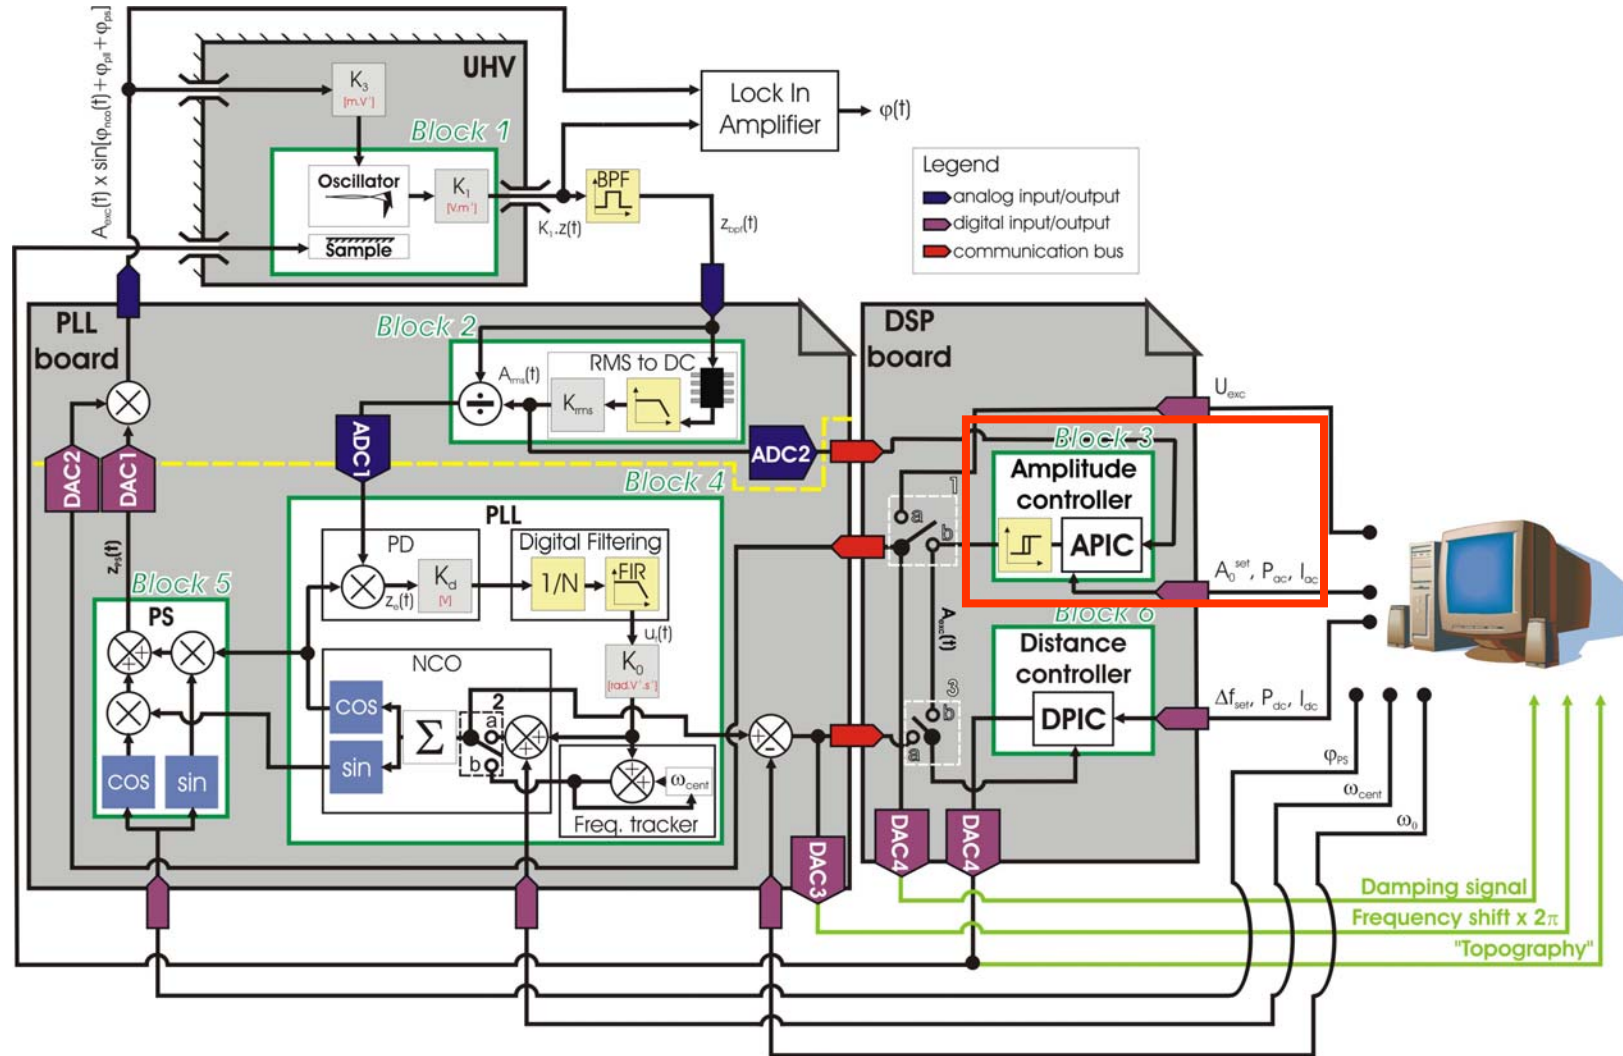 A_exc(t) x sin[φ_nco(t) + φ_pll + φ_ps]
UHV
K_3
[m.V⁻¹]
Block 1
Oscillator
K_1
[V.m⁻¹]
Sample
BPF
K_1.z(t)
z_bpf(t)
Lock In
Amplifier
φ(t)
Legend
analog input/output
digital input/output
communication bus
PLL
board
Block 2
RMS to DC
A_rms(t)
K_rms
÷
ADC1
ADC2
DAC2
DAC1
z_PS(t)
Block 4
PLL
PD
z_e(t)
K_d
[V]
Digital Filtering
1/N
FIR
u_f(t)
K_0
[rad.V⁻¹.s⁻¹]
NCO
cos
sin
Σ
2
a
b
ω_cent
Freq. tracker
Block 5
PS
cos
sin
DSP
board
U_exc
Block 3
Amplitude
controller
APIC
1
a
b
A_0^set, P_ac, I_ac
A_exc(t)
Block 6
Distance
controller
DPIC
3
b
a
Δf_set, P_dc, I_dc
φ_PS
ω_cent
ω_0
DAC3
DAC4
DAC4
Damping signal
Frequency shift x 2π
"Topography"